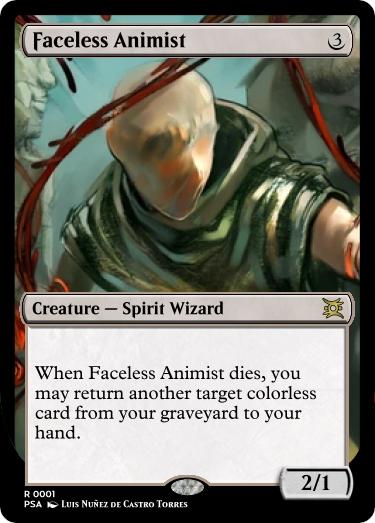 Faceless Animist 3
Creature — Spirit Wizard
When Faceless Animist dies, you
may return another target colorless
card from your graveyard to your
hand.
2/1
R 0001
PSA Luis Nuñez de Castro Torres